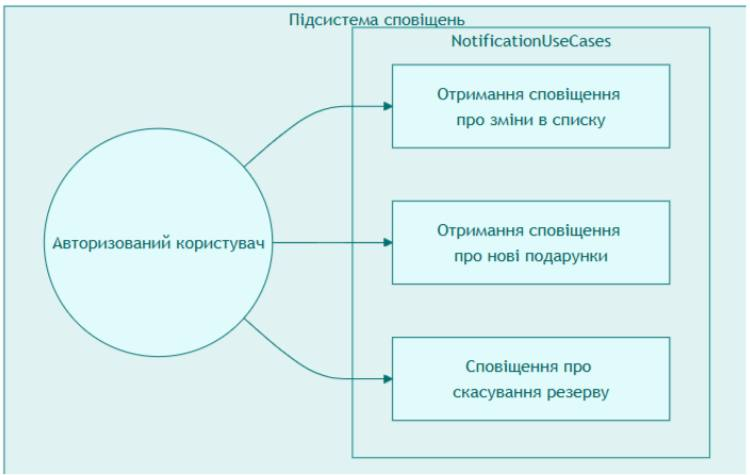 Підсистема сповіщень
NotificationUseCases
Отримання сповіщення
про зміни в списку
Авторизований користувач
Отримання сповіщення
про нові подарунки
Сповіщення про
скасування резерву